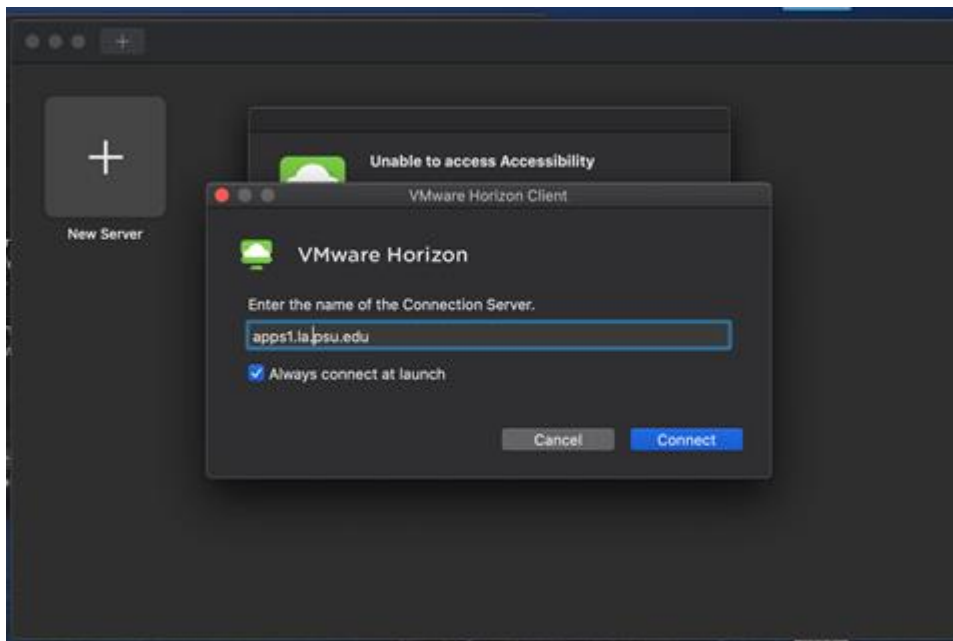 Unable to access Accessibility
VMware Horizon Client
New Server
VMware Horizon
Enter the name of the Connection Server.
apps1.la.psu.edu
Always connect at launch
Cancel Connect